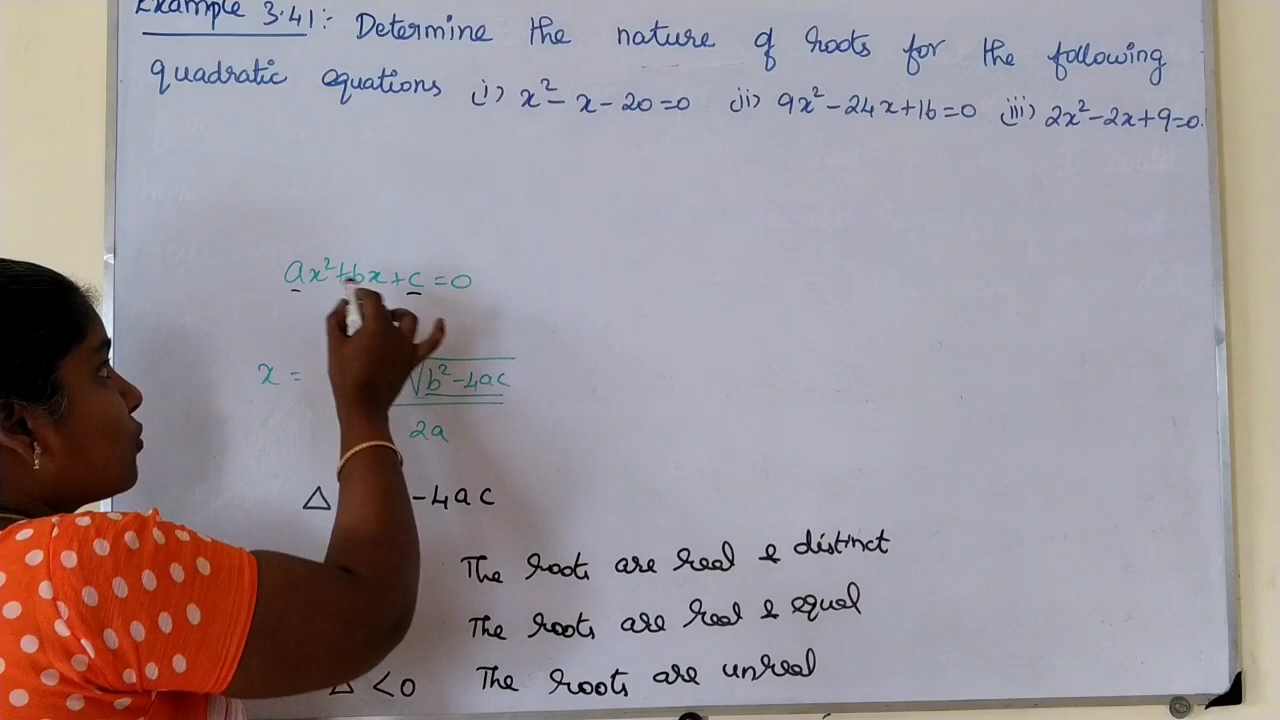 Example 3.41:- Determine the nature of roots for the following
quadratic equations (i) x²-x-20=0 (ii) 9x²-24x+16=0 (iii) 2x²-2x+9=0.
ax²+bx+c=0
x = √b²-4ac
2a
△ -4ac
The roots are real & distinct
The roots are real & equal
△<0 The roots are unreal